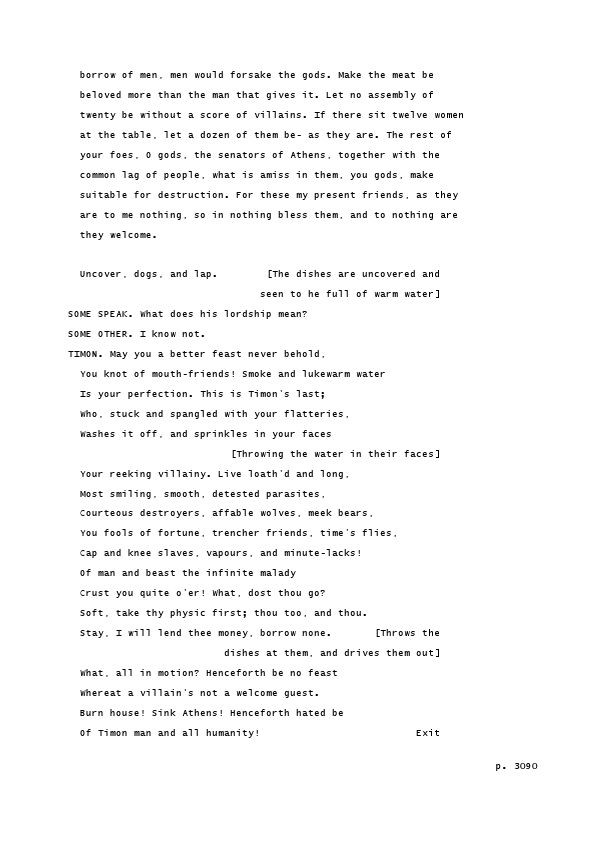 borrow of men, men would forsake the gods. Make the meat be
beloved more than the man that gives it. Let no assembly of
twenty be without a score of villains. If there sit twelve women
at the table, let a dozen of them be- as they are. The rest of
your foes, O gods, the senators of Athens, together with the
common lag of people, what is amiss in them, you gods, make
suitable for destruction. For these my present friends, as they
are to me nothing, so in nothing bless them, and to nothing are
they welcome.
Uncover, dogs, and lap. [The dishes are uncovered and
seen to he full of warm water]
SOME SPEAK. What does his lordship mean?
SOME OTHER. I know not.
TIMON. May you a better feast never behold,
You knot of mouth-friends! Smoke and lukewarm water
Is your perfection. This is Timon's last;
Who, stuck and spangled with your flatteries,
Washes it off, and sprinkles in your faces
[Throwing the water in their faces]
Your reeking villainy. Live loath'd and long,
Most smiling, smooth, detested parasites,
Courteous destroyers, affable wolves, meek bears,
You fools of fortune, trencher friends, time's flies,
Cap and knee slaves, vapours, and minute-lacks!
Of man and beast the infinite malady
Crust you quite o'er! What, dost thou go?
Soft, take thy physic first; thou too, and thou.
Stay, I will lend thee money, borrow none. [Throws the
dishes at them, and drives them out]
What, all in motion? Henceforth be no feast
Whereat a villain's not a welcome guest.
Burn house! Sink Athens! Henceforth hated be
Of Timon man and all humanity! Exit
p. 3090